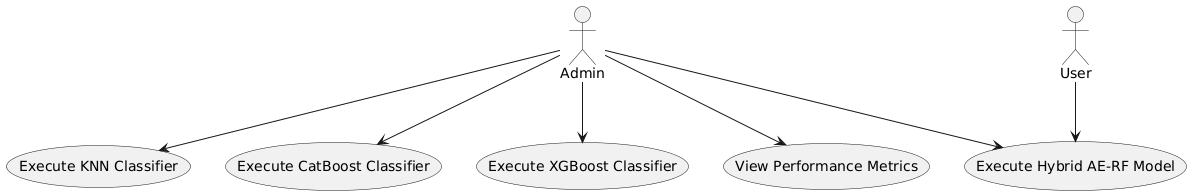 Admin
User
Execute KNN Classifier
Execute CatBoost Classifier
Execute XGBoost Classifier
View Performance Metrics
Execute Hybrid AE-RF Model